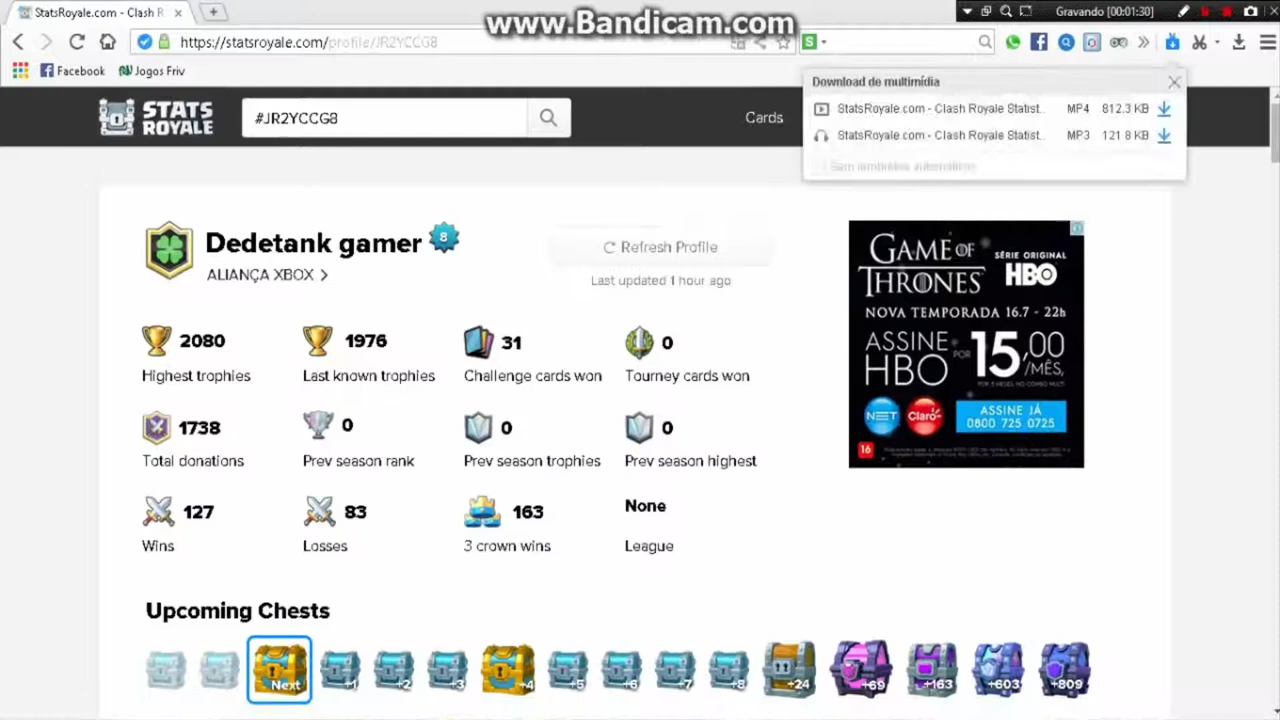 www.Bandicam.com
StatsRoyale.com - Clash R
Gravando [00:01:30]
https://statsroyale.com/profile/JR2YCCG8
S
Facebook
Jogos Friv
Download de multimídia
StatsRoyale.com - Clash Royale Statist... MP4 812.3 KB
StatsRoyale.com - Clash Royale Statist... MP3 121.8 KB
STATS ROYALE
#JR2YCCG8
Cards
Dedetank gamer 8
ALIANÇA XBOX
Refresh Profile
Last updated 1 hour ago
2080
Highest trophies
1976
Last known trophies
31
Challenge cards won
0
Tourney cards won
1738
Total donations
0
Prev season rank
0
Prev season trophies
0
Prev season highest
127
Wins
83
Losses
163
3 crown wins
None
League
GAME OF THRONES
SÉRIE ORIGINAL
HBO
NOVA TEMPORADA 16.7 - 22h
ASSINE HBO POR 15,00 /MÊS,
NET
Claro
ASSINE JÁ
0800 725 0725
16
Upcoming Chests
Next +1 +2 +3 +4 +5 +6 +7 +8 +24 +69 +163 +603 +809